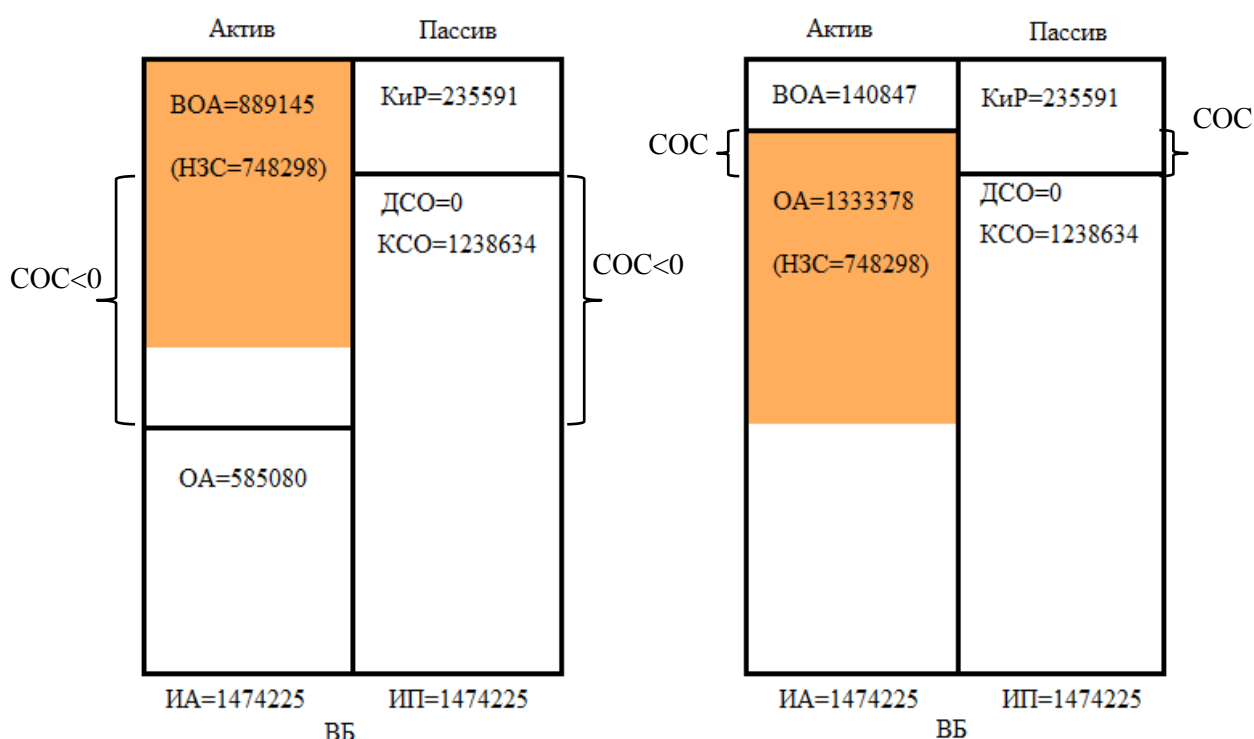 Актив
Пассив
ВОА=889145
(НЗС=748298)
КиР=235591
ДСО=0
КСО=1238634
СОС<0
СОС<0
ОА=585080
ИА=1474225
ИП=1474225
ВБ
Актив
Пассив
ВОА=140847
КиР=235591
СОС
СОС
ОА=1333378
(НЗС=748298)
ДСО=0
КСО=1238634
ИА=1474225
ИП=1474225
ВБ